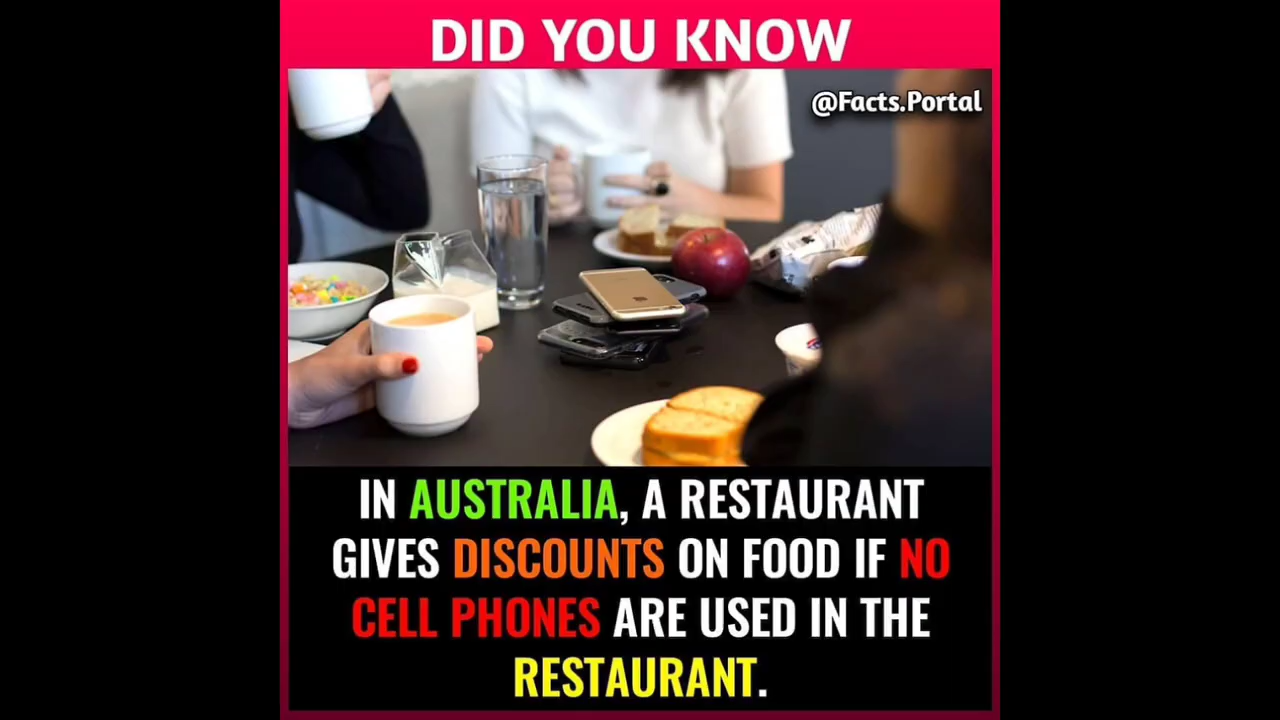 DID YOU KNOW
@Facts.Portal
IN AUSTRALIA, A RESTAURANT
GIVES DISCOUNTS ON FOOD IF NO
CELL PHONES ARE USED IN THE
RESTAURANT.